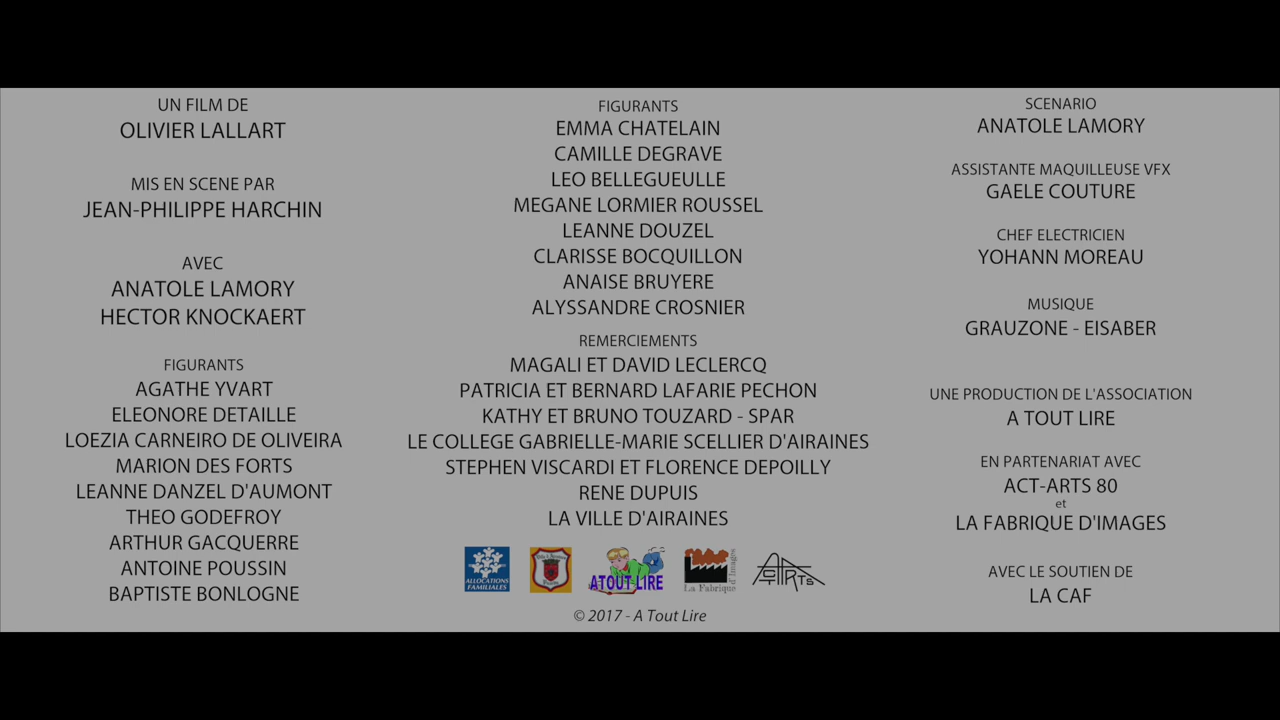 UN FILM DE
OLIVIER LALLART
MIS EN SCENE PAR
JEAN-PHILIPPE HARCHIN
AVEC
ANATOLE LAMORY
HECTOR KNOCKAERT
FIGURANTS
AGATHE YVART
ELEONORE DETAILLE
LOEZIA CARNEIRO DE OLIVEIRA
MARION DES FORTS
LEANNE DANZEL D'AUMONT
THEO GODEFROY
ARTHUR GACQUERRE
ANTOINE POUSSIN
BAPTISTE BONLOGNE
FIGURANTS
EMMA CHATELAIN
CAMILLE DEGRAVE
LEO BELLEGUEULLE
MEGANE LORMIER ROUSSEL
LEANNE DOUZEL
CLARISSE BOCQUILLON
ANAISE BRUYERE
ALYSSANDRE CROSNIER
REMERCIEMENTS
MAGALI ET DAVID LECLERCQ
PATRICIA ET BERNARD LAFARIE PECHON
KATHY ET BRUNO TOUZARD - SPAR
LE COLLEGE GABRIELLE-MARIE SCELLIER D'AIRAINES
STEPHEN VISCARDI ET FLORENCE DEPOILLY
RENE DUPUIS
LA VILLE D'AIRAINES
ALLOCATIONS
FAMILIALES
ATOUT-LIRE
La Fabrique
d'Images
© 2017 - A Tout Lire
SCENARIO
ANATOLE LAMORY
ASSISTANTE MAQUILLEUSE VFX
GAELE COUTURE
CHEF ELECTRICIEN
YOHANN MOREAU
MUSIQUE
GRAUZONE - EISABER
UNE PRODUCTION DE L'ASSOCIATION
A TOUT LIRE
EN PARTENARIAT AVEC
ACT-ARTS 80
et
LA FABRIQUE D'IMAGES
AVEC LE SOUTIEN DE
LA CAF